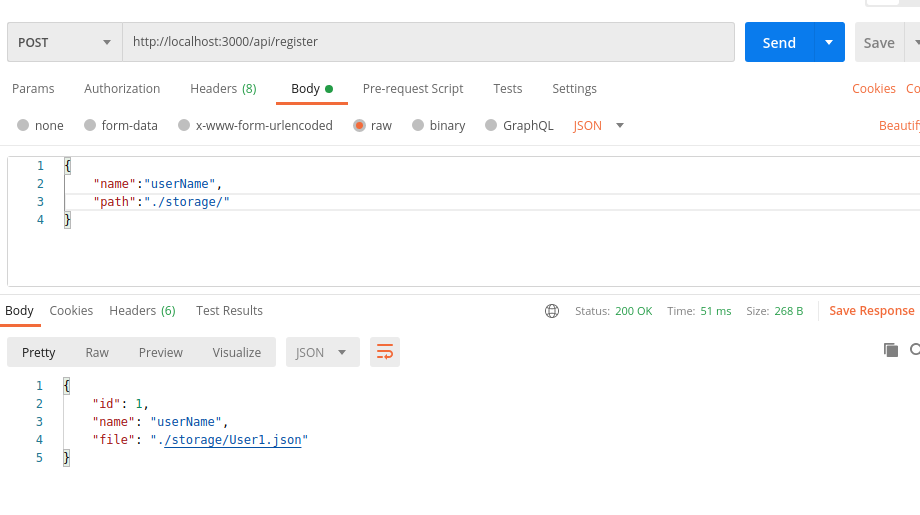 POST http://localhost:3000/api/register Send Save
Params Authorization Headers (8) Body Pre-request Script Tests Settings Cookies Co
none form-data x-www-form-urlencoded raw binary GraphQL JSON Beautify
1 {
2 "name":"userName",
3 "path":"./storage/"
4 }
Body Cookies Headers (6) Test Results Status: 200 OK Time: 51 ms Size: 268 B Save Response
Pretty Raw Preview Visualize JSON
1 {
2 "id": 1,
3 "name": "userName",
4 "file": "./storage/User1.json"
5 }